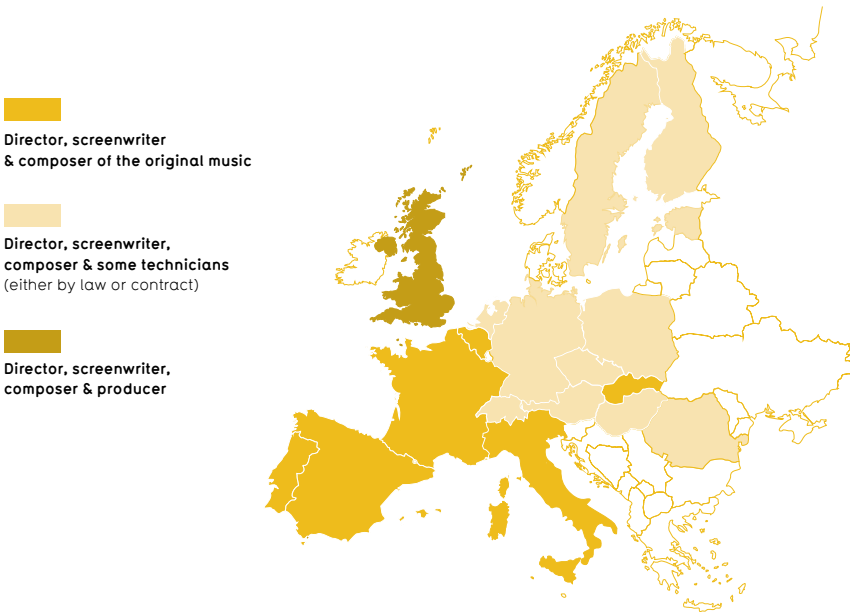 Director, screenwriter
& composer of the original music
Director, screenwriter,
composer & some technicians
(either by law or contract)
Director, screenwriter,
composer & producer